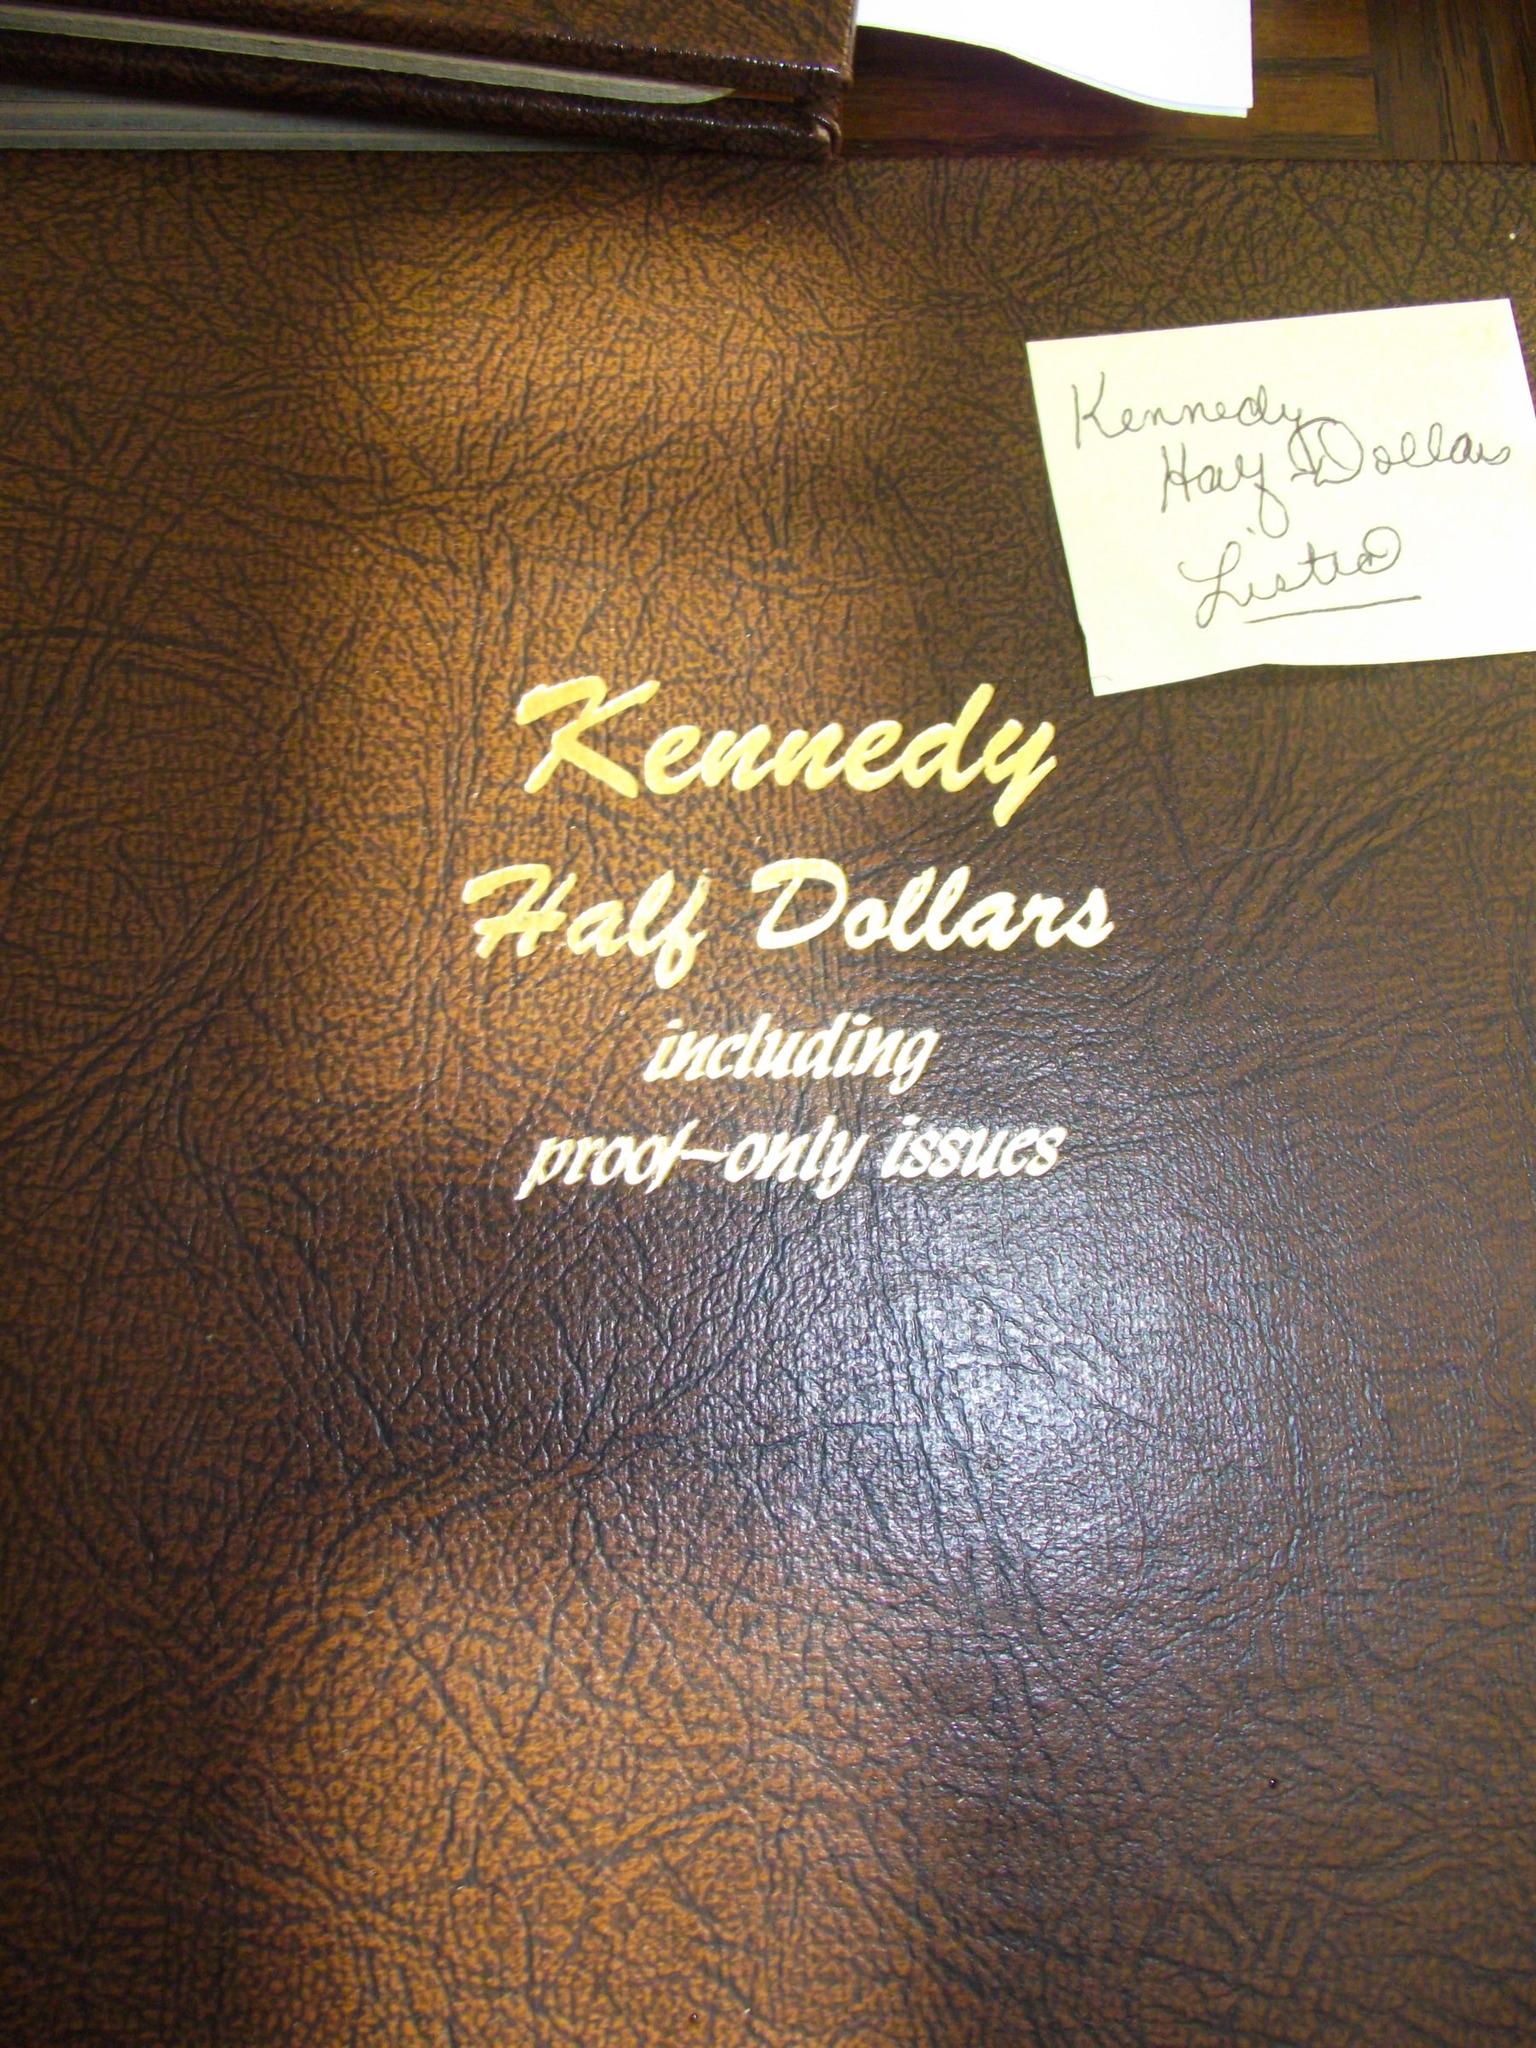 Kennedy
Half Dollars
Listed
Kennedy
Half Dollars
including
proof-only issues